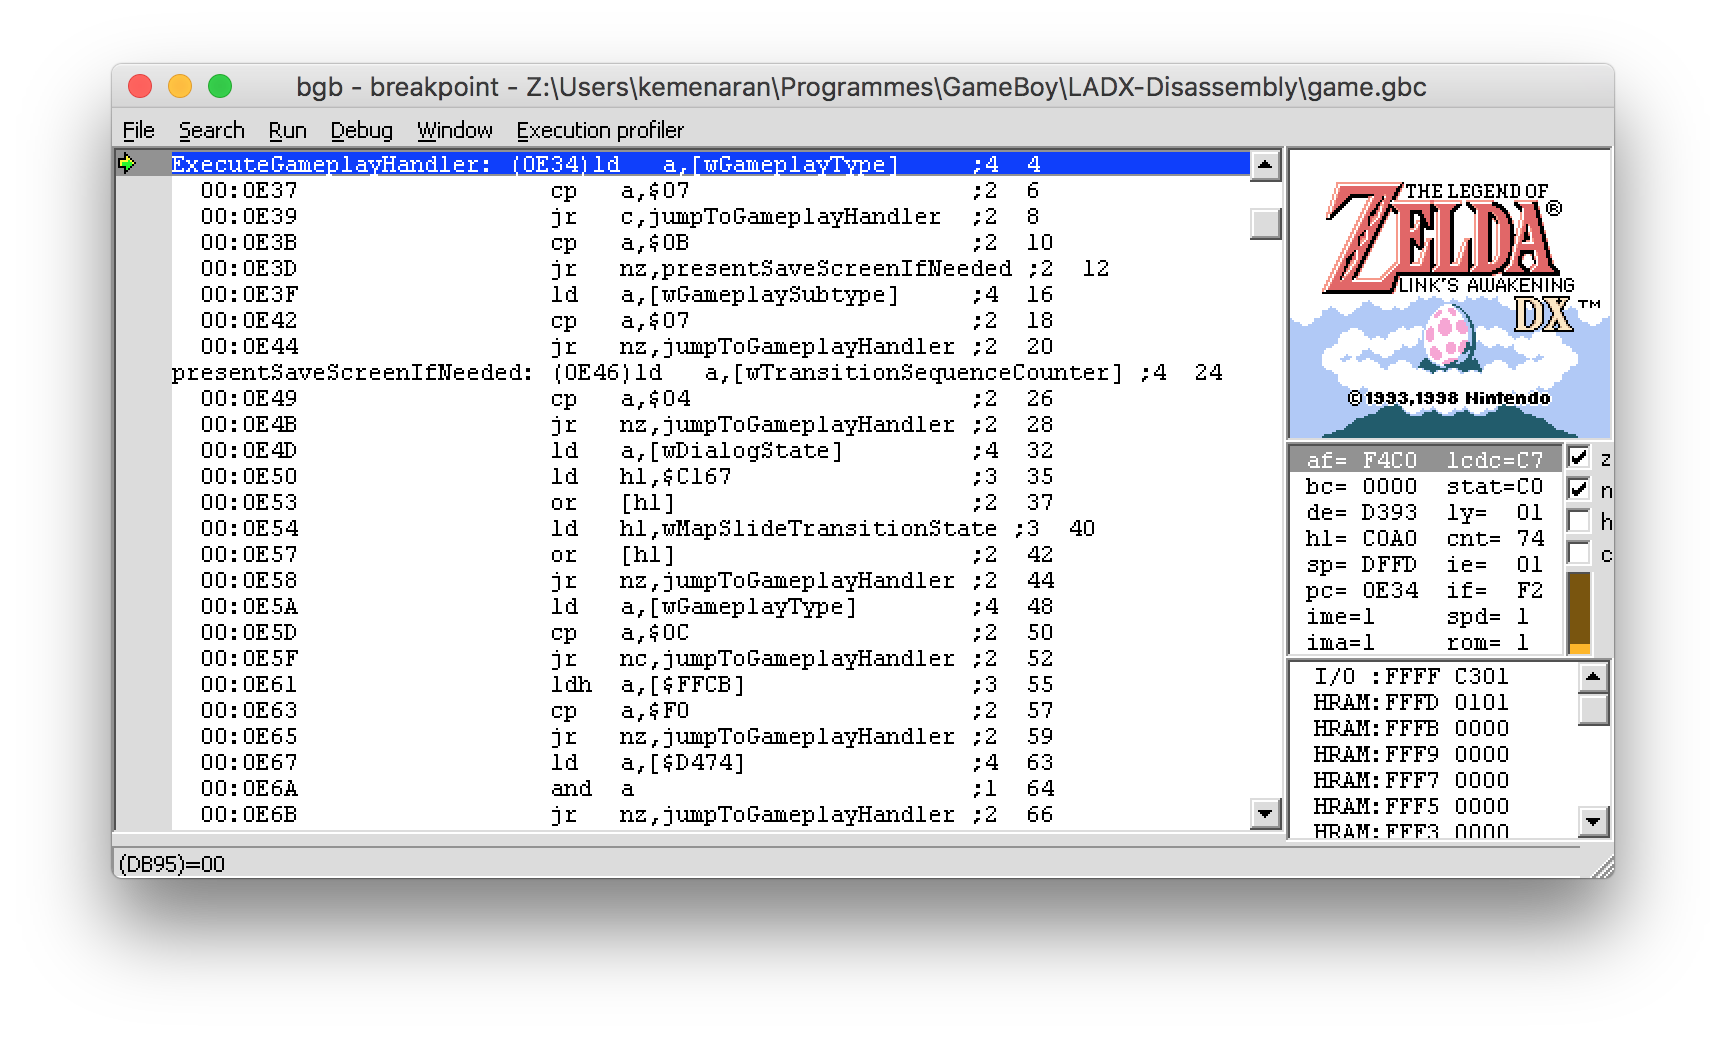 bgb - breakpoint - Z:\Users\kemenaran\Programmes\GameBoy\LADX-Disassembly\game.gbc
File Search Run Debug Window Execution profiler
ExecuteGameplayHandler: (0E34)ld a,[wGameplayType] ;4 4
00:0E37 cp a,$07 ;2 6
00:0E39 jr c,jumpToGameplayHandler ;2 8
00:0E3B cp a,$0B ;2 10
00:0E3D jr nz,presentSaveScreenIfNeeded ;2 12
00:0E3F ld a,[wGameplaySubtype] ;4 16
00:0E42 cp a,$07 ;2 18
00:0E44 jr nz,jumpToGameplayHandler ;2 20
presentSaveScreenIfNeeded: (0E46)ld a,[wTransitionSequenceCounter] ;4 24
00:0E49 cp a,$04 ;2 26
00:0E4B jr nz,jumpToGameplayHandler ;2 28
00:0E4D ld a,[wDialogState] ;4 32
00:0E50 ld hl,$C167 ;3 35
00:0E53 or [hl] ;2 37
00:0E54 ld hl,wMapSlideTransitionState ;3 40
00:0E57 or [hl] ;2 42
00:0E58 jr nz,jumpToGameplayHandler ;2 44
00:0E5A ld a,[wGameplayType] ;4 48
00:0E5D cp a,$0C ;2 50
00:0E5F jr nc,jumpToGameplayHandler ;2 52
00:0E61 ldh a,[$FFCB] ;3 55
00:0E63 cp a,$F0 ;2 57
00:0E65 jr nz,jumpToGameplayHandler ;2 59
00:0E67 ld a,[$D474] ;4 63
00:0E6A and a ;1 64
00:0E6B jr nz,jumpToGameplayHandler ;2 66
THE LEGEND OF
ZELDA®
LINK'S AWAKENING
DX™
©1993,1998 Nintendo
af= F4C0 lcdc=C7 z
bc= 0000 stat=C0 n
de= D393 ly= 01 h
hl= C0A0 cnt= 74
sp= DFFD ie= 01 c
pc= 0E34 if= F2
ime=1 spd= 1
ima=1 rom= 1
I/O :FFFF C301
HRAM:FFFD 0101
HRAM:FFFB 0000
HRAM:FFF9 0000
HRAM:FFF7 0000
HRAM:FFF5 0000
HRAM:FFF3 0000
(DB95)=00